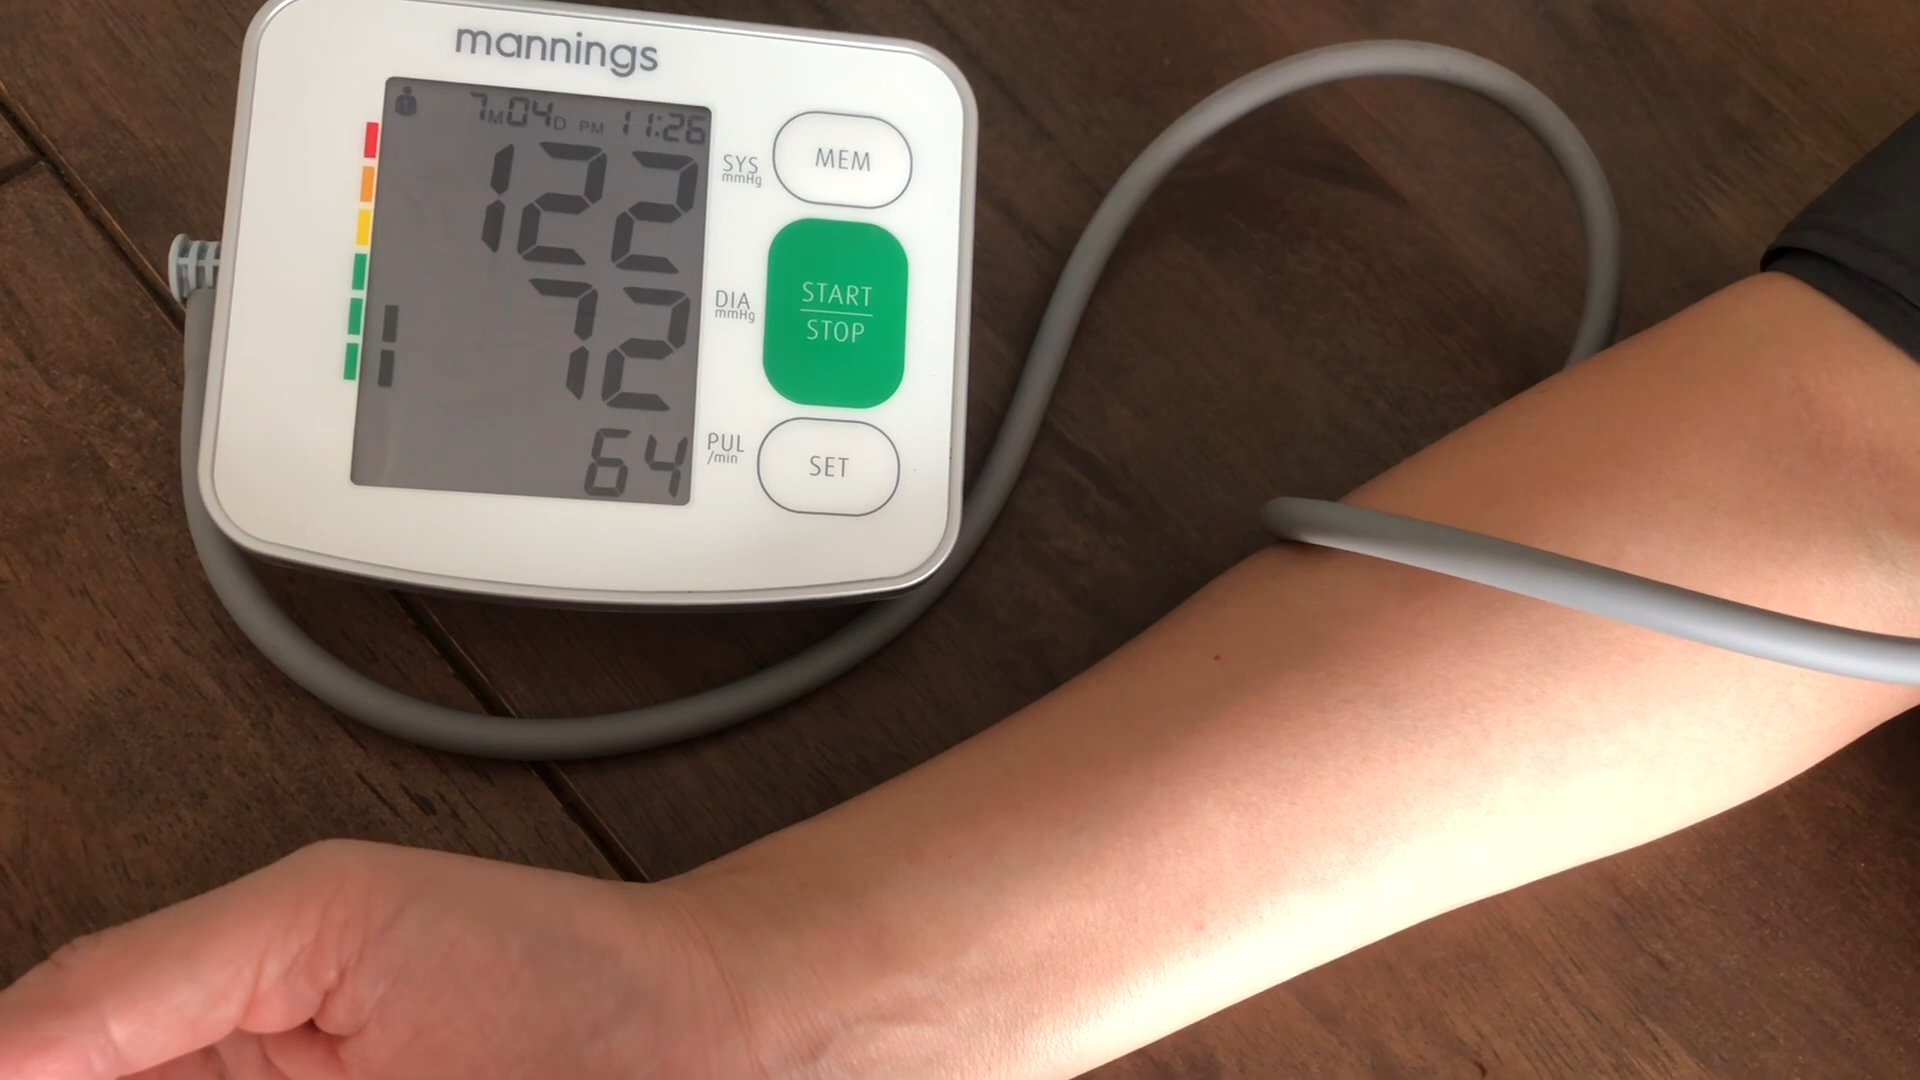 mannings
7M04D PM 11:26
122 SYS mmHg
72 DIA mmHg
64 PUL /min
MEM
START
STOP
SET